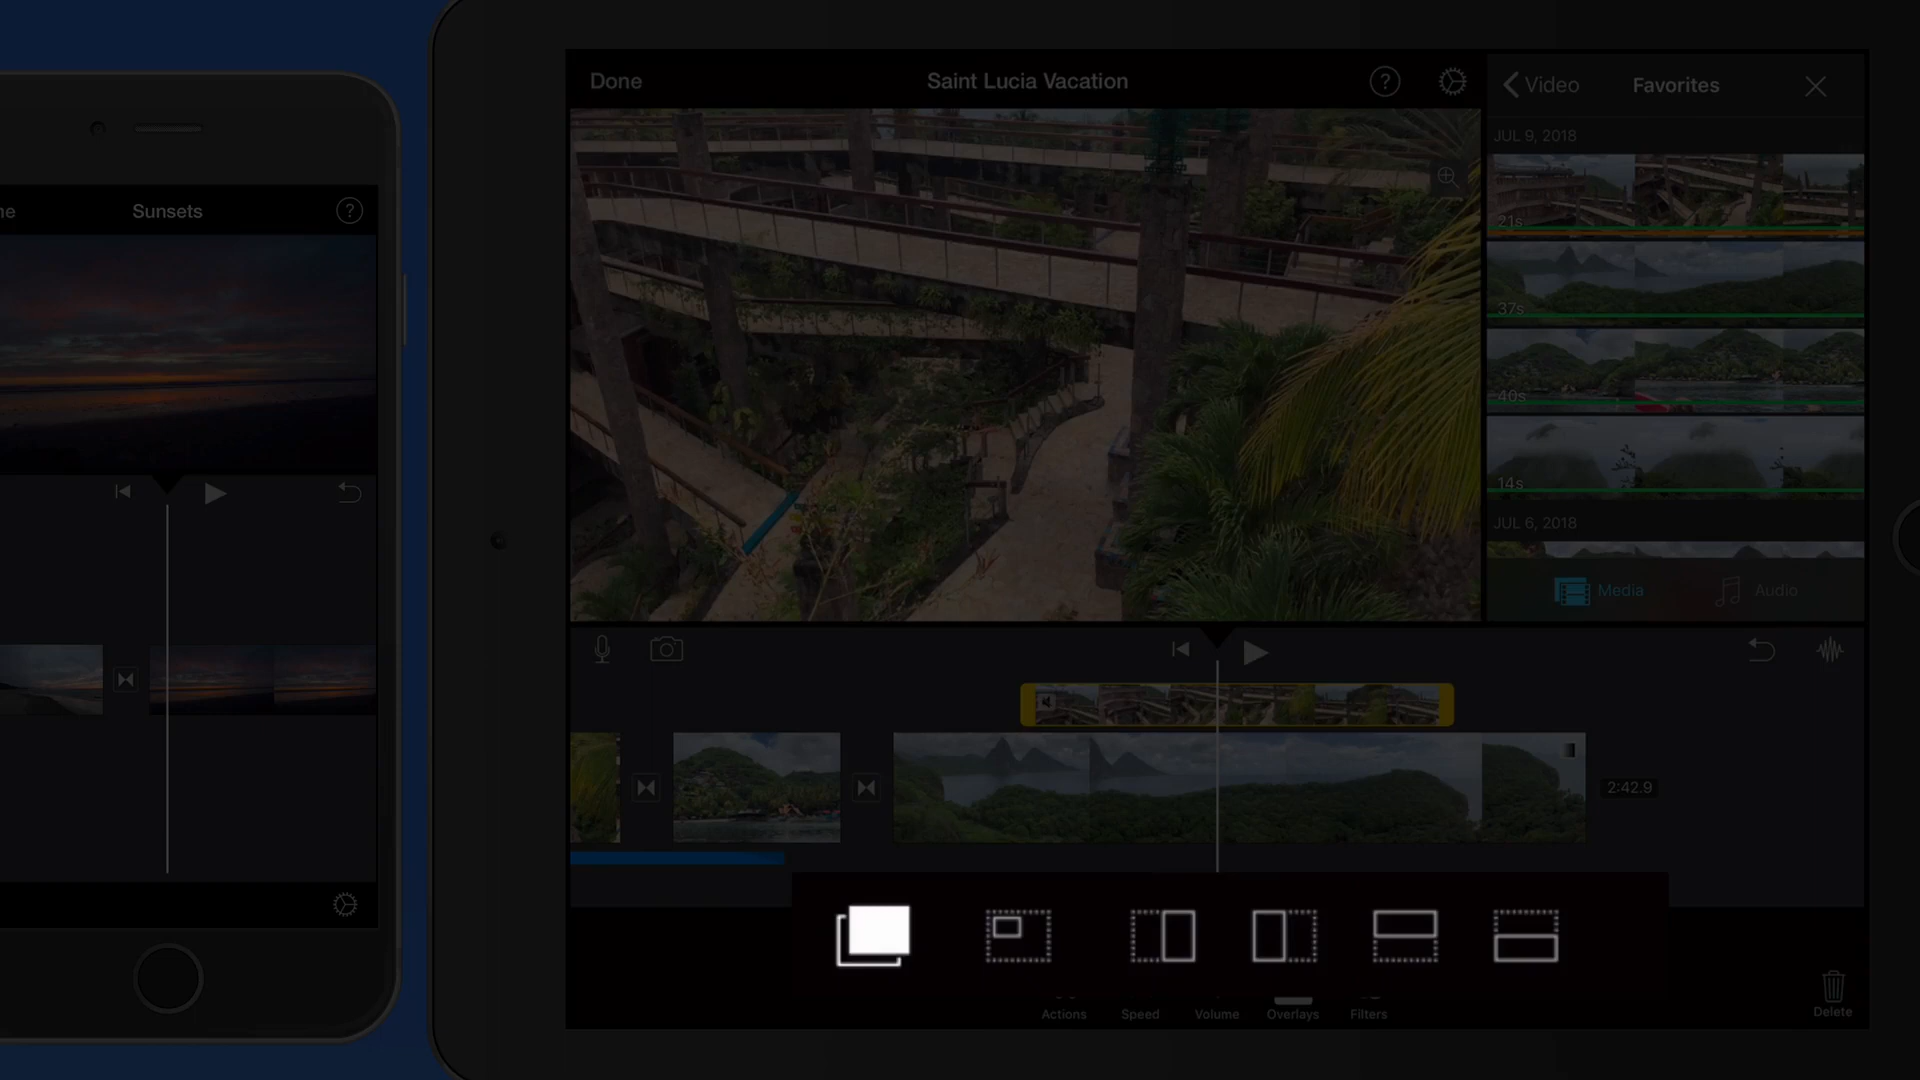 ne
Sunsets
?
Done
Saint Lucia Vacation
?
Video
Favorites
JUL 9, 2018
21s
37s
40s
14s
JUL 6, 2018
Media
Audio
2:42.9
Actions
Speed
Volume
Overlays
Filters
Delete